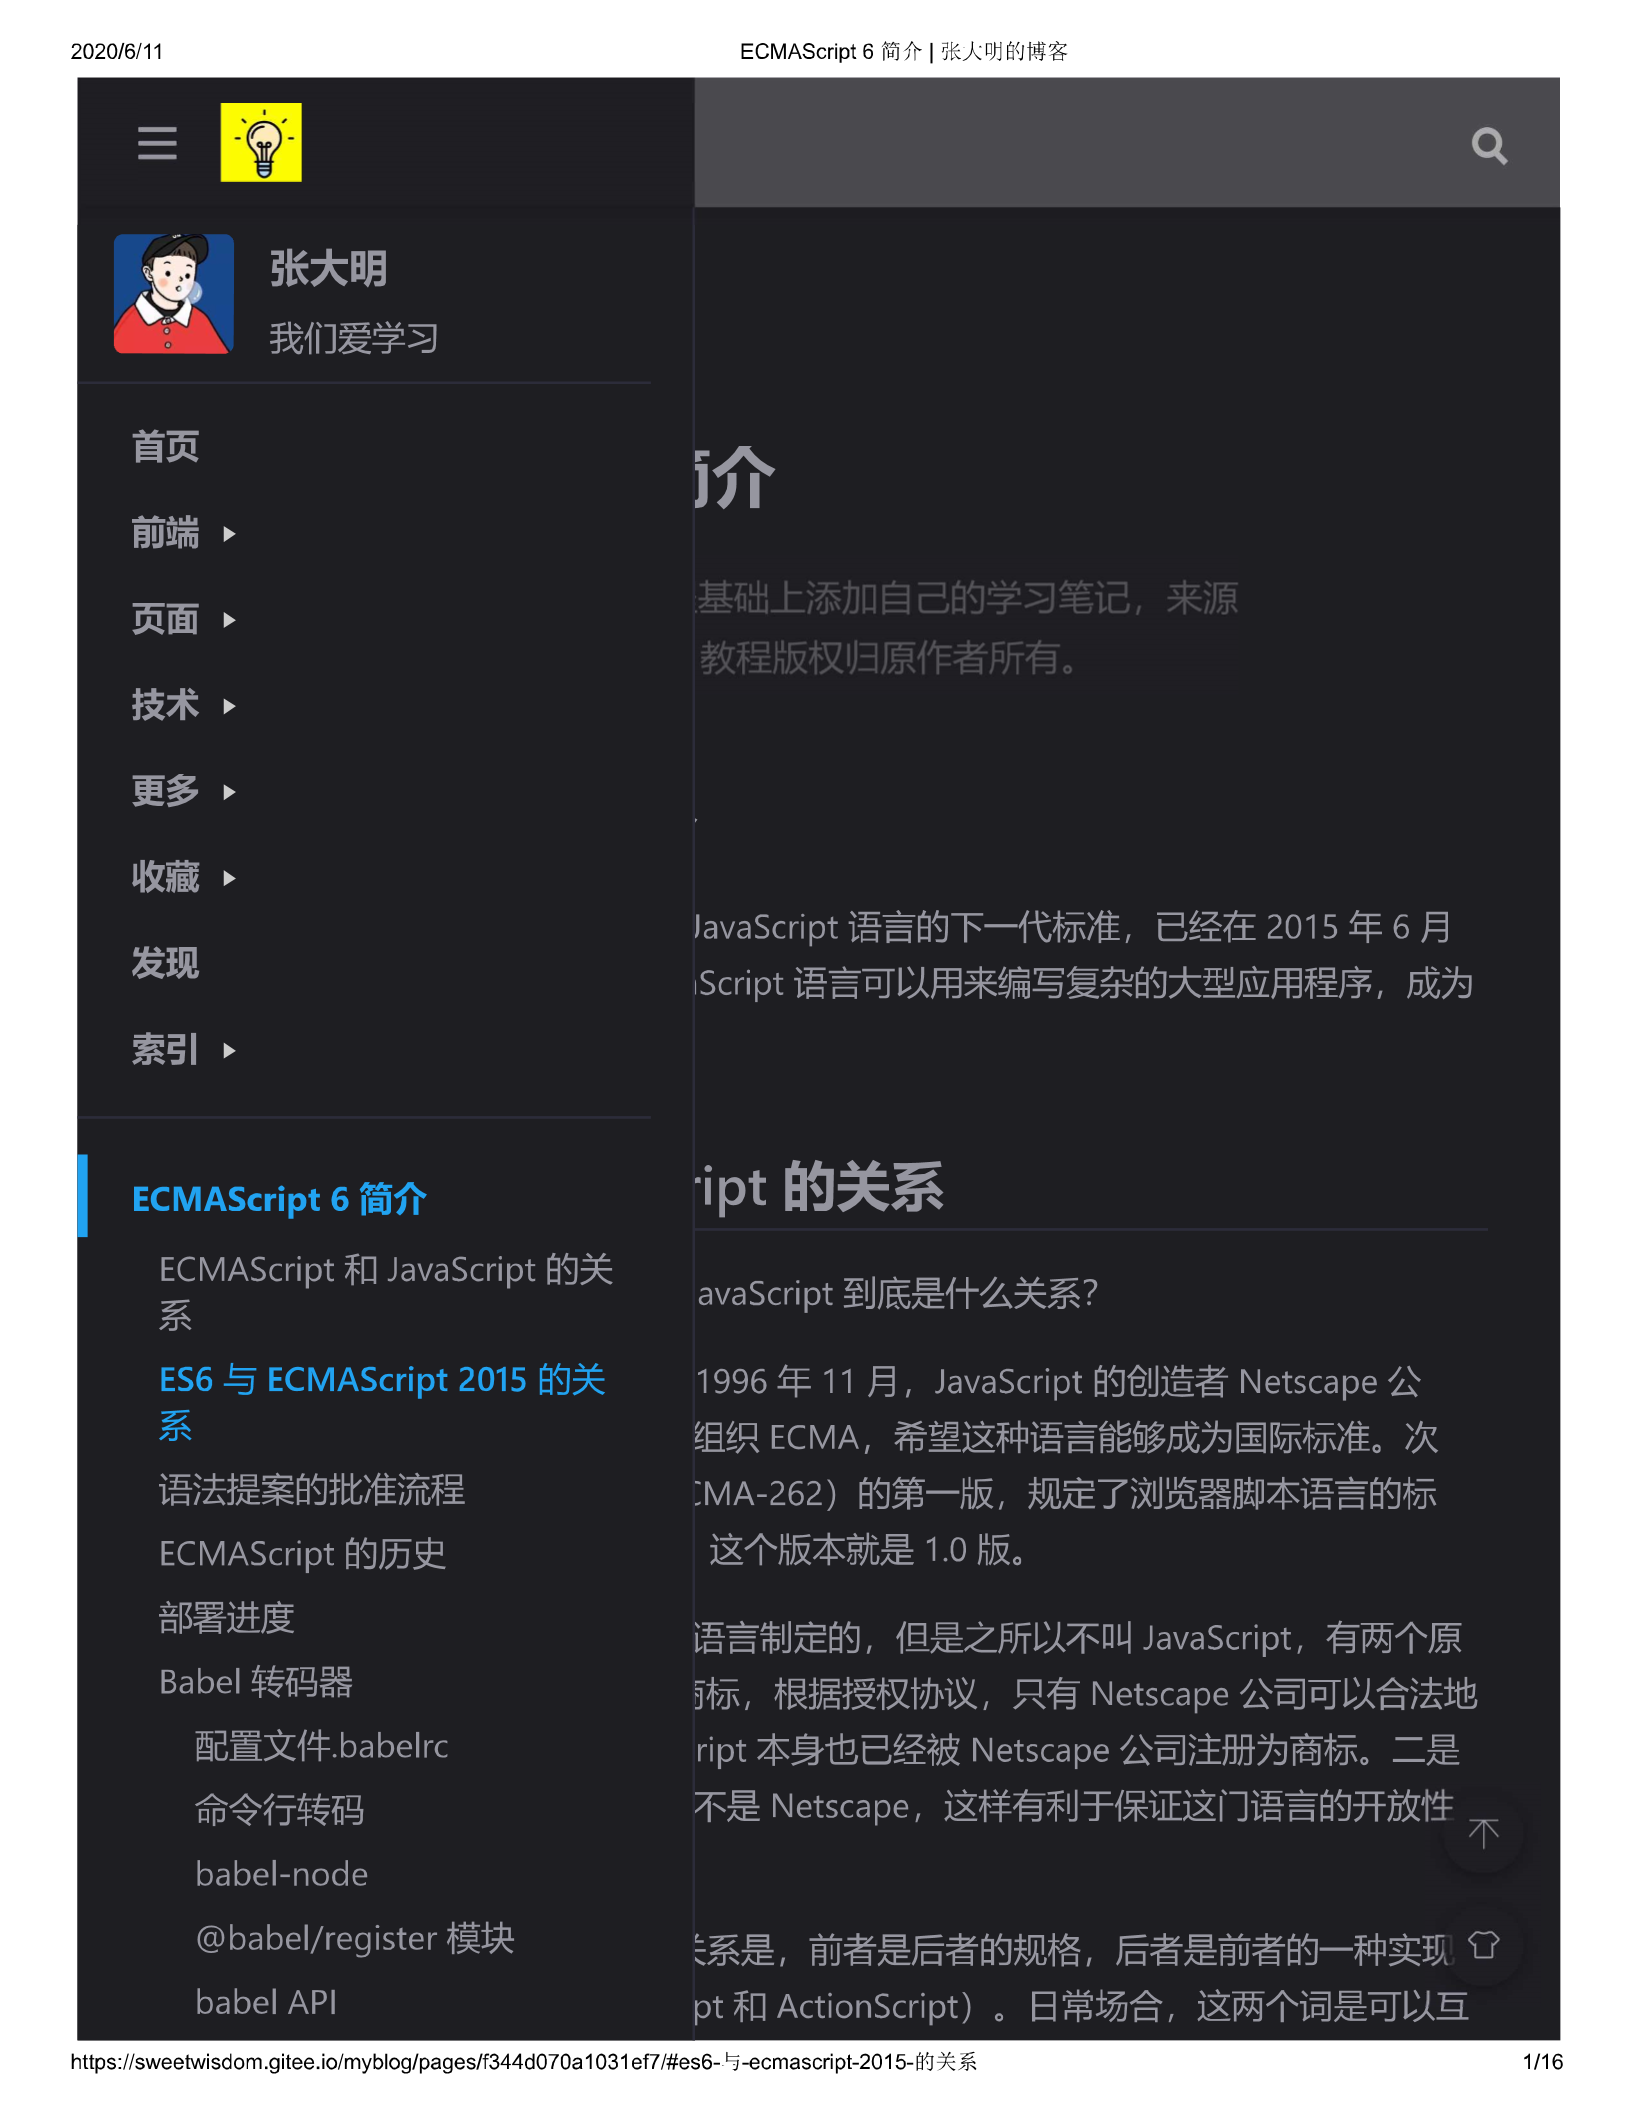 2020/6/11
ECMAScript 6 简介 | 张大明的博客
张大明
我们爱学习
首页
前端
页面
技术
更多
收藏
发现
索引
ECMAScript 6 简介
ECMAScript 和 JavaScript 的关
系
ES6 与 ECMAScript 2015 的关
系
语法提案的批准流程
ECMAScript 的历史
部署进度
Babel 转码器
配置文件.babelrc
命令行转码
babel-node
@babel/register 模块
babel API
介
基础上添加自己的学习笔记，来源
教程版权归原作者所有。
JavaScript 语言的下一代标准，已经在 2015 年 6 月
Script 语言可以用来编写复杂的大型应用程序，成为
ript 的关系
avaScript 到底是什么关系？
1996 年 11 月，JavaScript 的创造者 Netscape 公
组织 ECMA，希望这种语言能够成为国际标准。次
CMA-262）的第一版，规定了浏览器脚本语言的标
这个版本就是 1.0 版。
语言制定的，但是之所以不叫 JavaScript，有两个原
标，根据授权协议，只有 Netscape 公司可以合法地
ript 本身也已经被 Netscape 公司注册为商标。二是
不是 Netscape，这样有利于保证这门语言的开放性
关系是，前者是后者的规格，后者是前者的一种实现
pt 和 ActionScript）。日常场合，这两个词是可以互
https://sweetwisdom.gitee.io/myblog/pages/f344d070a1031ef7/#es6-与-ecmascript-2015-的关系
1/16